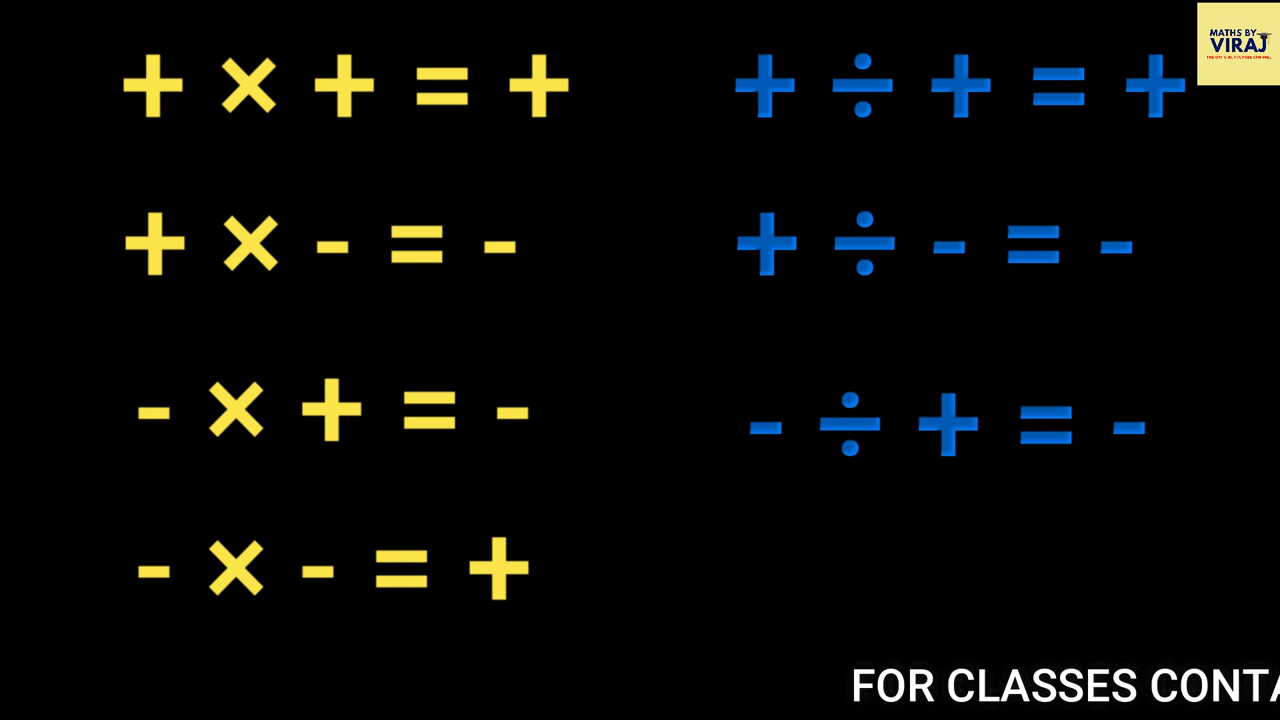 + × + = +
+ × - = -
- × + = -
- × - = +
+ ÷ + = +
+ ÷ - = -
- ÷ + = -
MATHS BY
VIRAJ
FOR CLASSES CONTA